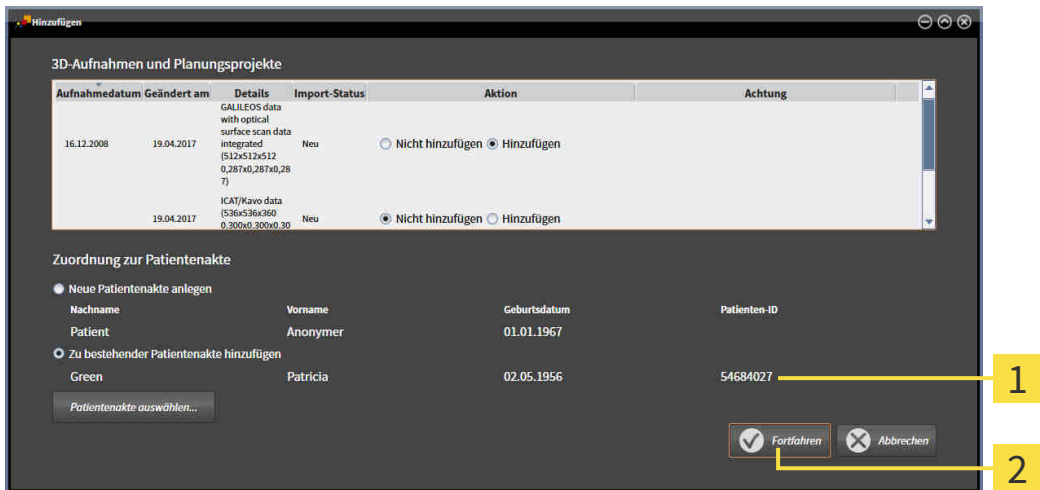 Hinzufügen
3D-Aufnahmen und Planungsprojekte
Aufnahmedatum Geändert am Details Import-Status Aktion Achtung
GALILEOS data
with optical
surface scan data
16.12.2008 19.04.2017 integrated Neu Nicht hinzufügen Hinzufügen
(512x512x512
0,287x0,287x0,28
7)
ICAT/Kavo data
19.04.2017 (536x536x360 Neu Nicht hinzufügen Hinzufügen
0.300x0.300x0.30
Zuordnung zur Patientenakte
Neue Patientenakte anlegen
Nachname Vorname Geburtsdatum Patienten-ID
Patient Anonymer 01.01.1967
Zu bestehender Patientenakte hinzufügen
Green Patricia 02.05.1956 54684027 1
Patientenakte auswählen...
Fortfahren Abbrechen
2